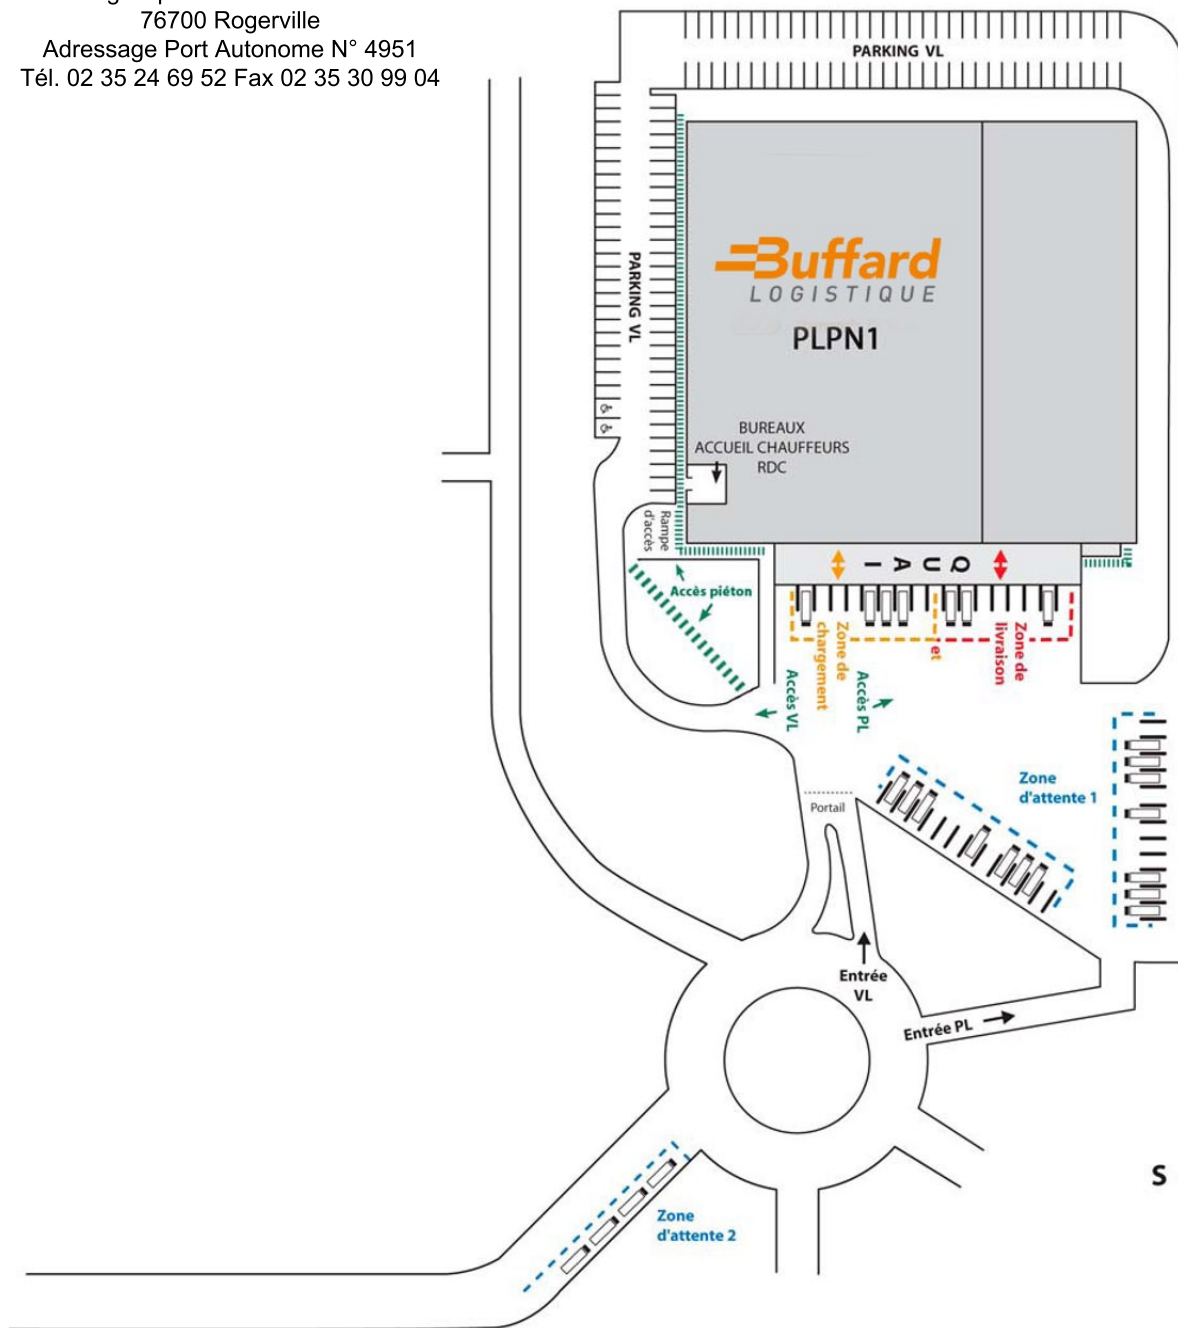 76700 Rogerville
Adressage Port Autonome N° 4951
Tél. 02 35 24 69 52 Fax 02 35 30 99 04
PARKING VL
PARKING VL
Buffard
LOGISTIQUE
PLPN1
BUREAUX
ACCUEIL CHAUFFEURS
RDC
Rampe
d'accès
QUAI
Accès piéton
Zone de
chargement
et
Zone de
livraison
Accès VL
Accès PL
Zone
d'attente 1
Portail
Entrée
VL
Entrée PL
S
Zone
d'attente 2